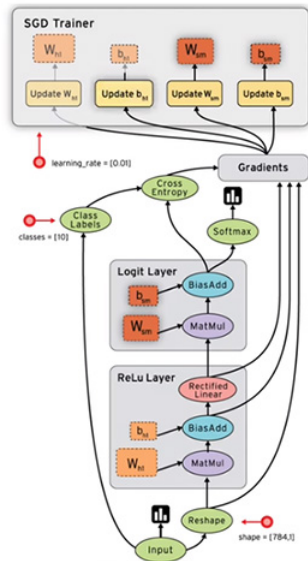 SGD Trainer
W_hl
b_hl
W_sm
b_sm
Update W_hl
Update b_hl
Update W_sm
Update b_sm
learning_rate = [0.01]
Gradients
Cross
Entropy
Class
Labels
classes = [10]
Softmax
Logit Layer
b_sm
BiasAdd
W_sm
MatMul
ReLu Layer
Rectified
Linear
b_hl
BiasAdd
W_hl
MatMul
Reshape
Input
shape = [784,1]